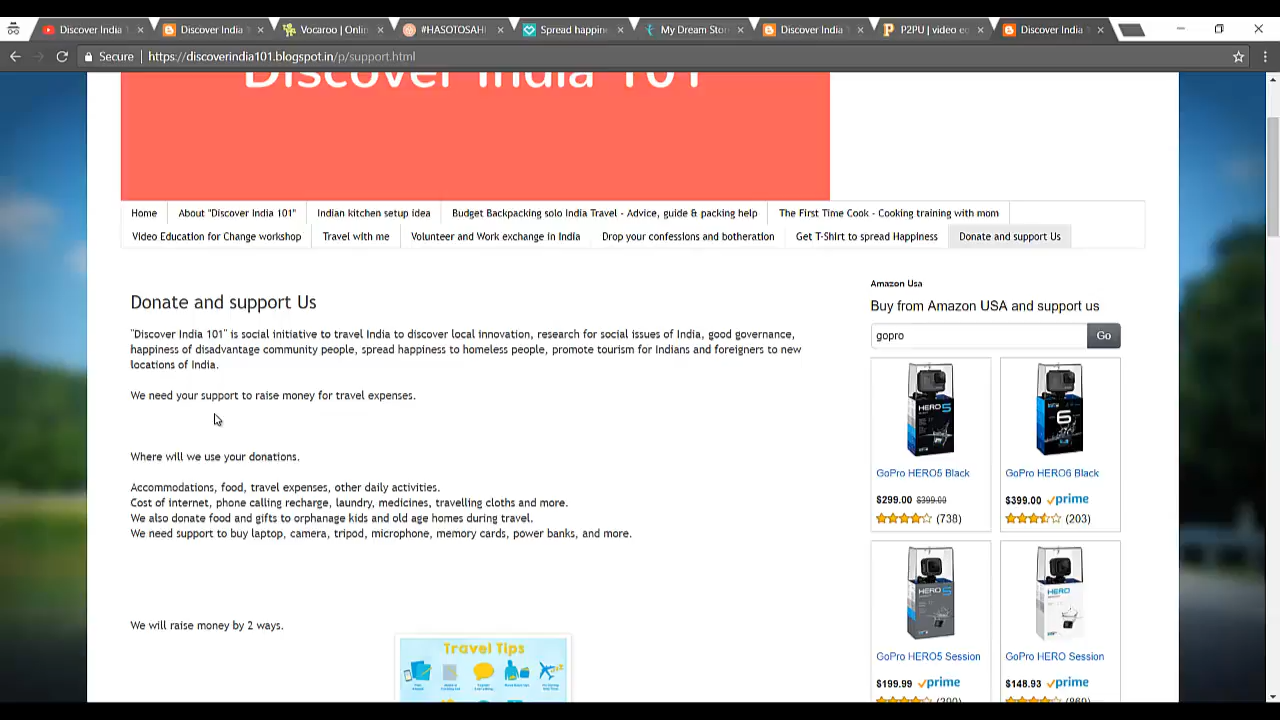 Discover India
Discover India
Vocaroo | Onli
#HASOTOSAH
Spread happin
My Dream Stor
Discover India
P2PU | video e
Discover India
Secure
https://discoverindia101.blogspot.in/p/support.html
Discover India 101
Home
About "Discover India 101"
Indian kitchen setup idea
Budget Backpacking solo India Travel - Advice, guide & packing help
The First Time Cook - Cooking training with mom
Video Education for Change workshop
Travel with me
Volunteer and Work exchange in India
Drop your confessions and botheration
Get T-Shirt to spread Happiness
Donate and support Us
Donate and support Us
"Discover India 101" is social initiative to travel India to discover local innovation, research for social issues of India, good governance,
happiness of disadvantage community people, spread happiness to homeless people, promote tourism for Indians and foreigners to new
locations of India.
We need your support to raise money for travel expenses.
Where will we use your donations.
Accommodations, food, travel expenses, other daily activities.
Cost of internet, phone calling recharge, laundry, medicines, travelling cloths and more.
We also donate food and gifts to orphanage kids and old age homes during travel.
We need support to buy laptop, camera, tripod, microphone, memory cards, power banks, and more.
We will raise money by 2 ways.
Travel Tips
Amazon Usa
Buy from Amazon USA and support us
gopro
Go
HERO5
6
GoPro HERO5 Black
GoPro HERO6 Black
$299.00 $399.00
$399.00 prime
(738)
(203)
HERO5
HERO
GoPro HERO5 Session
GoPro HERO Session
$199.99 prime
$148.93 prime